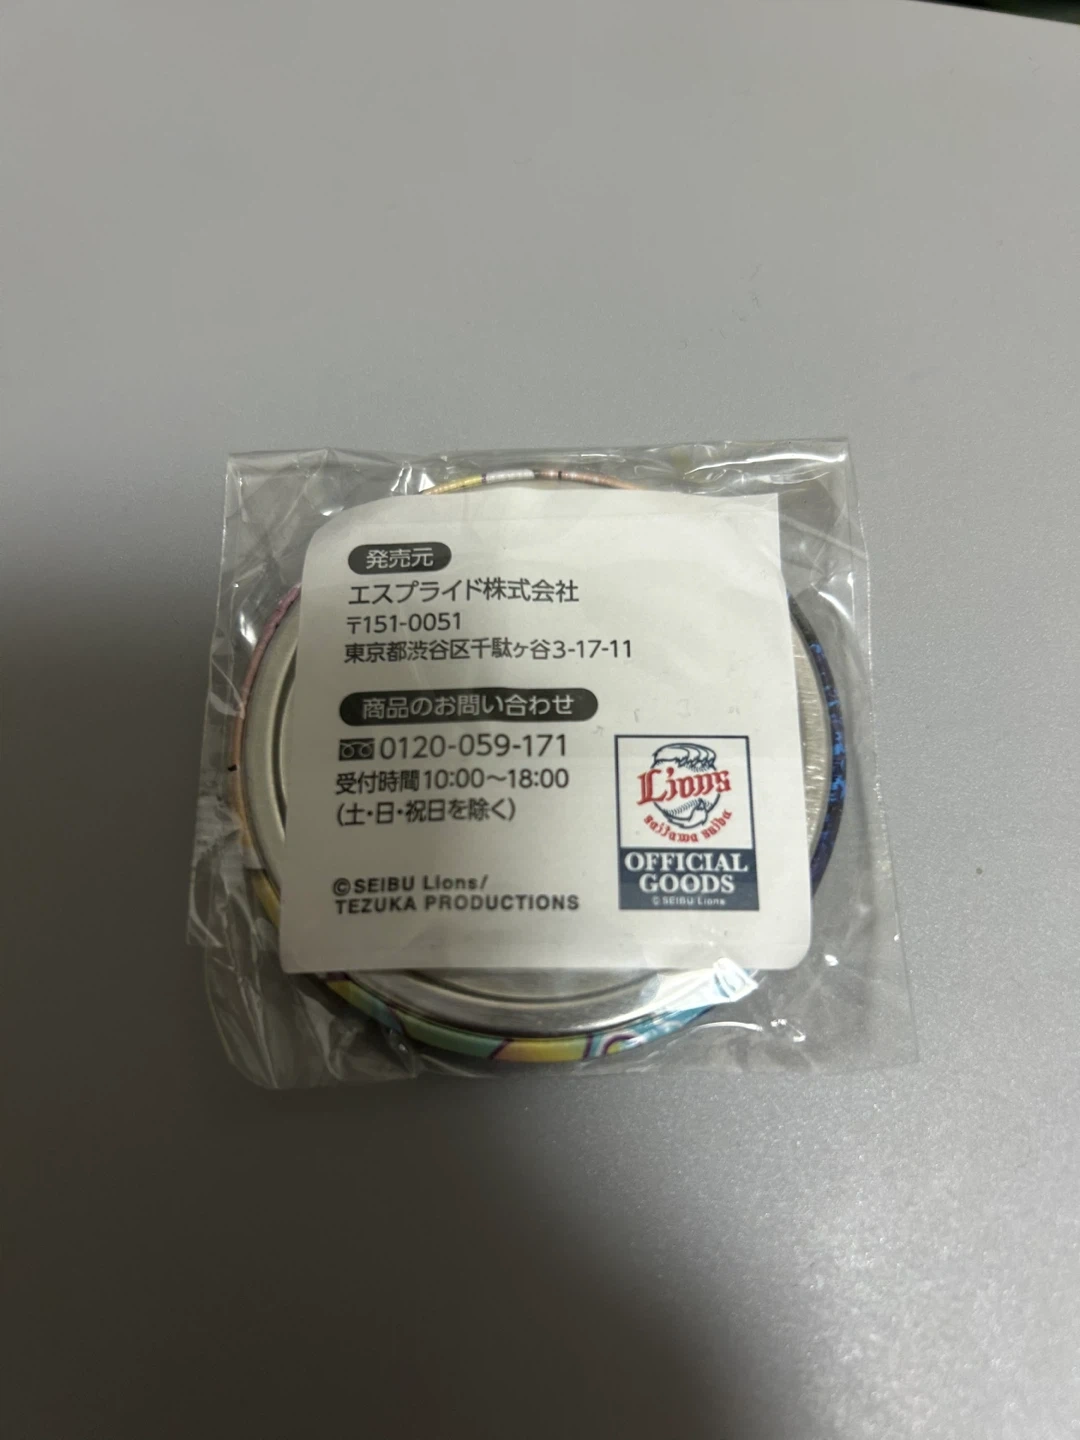 発売元
エスプライド株式会社
〒151-0051
東京都渋谷区千駄ヶ谷3-17-11
商品のお問い合わせ
0120-059-171
受付時間10:00〜18:00
(土・日・祝日を除く)
©SEIBU Lions/
TEZUKA PRODUCTIONS
Lions
saitama seibu
OFFICIAL
GOODS
©SEIBU Lions